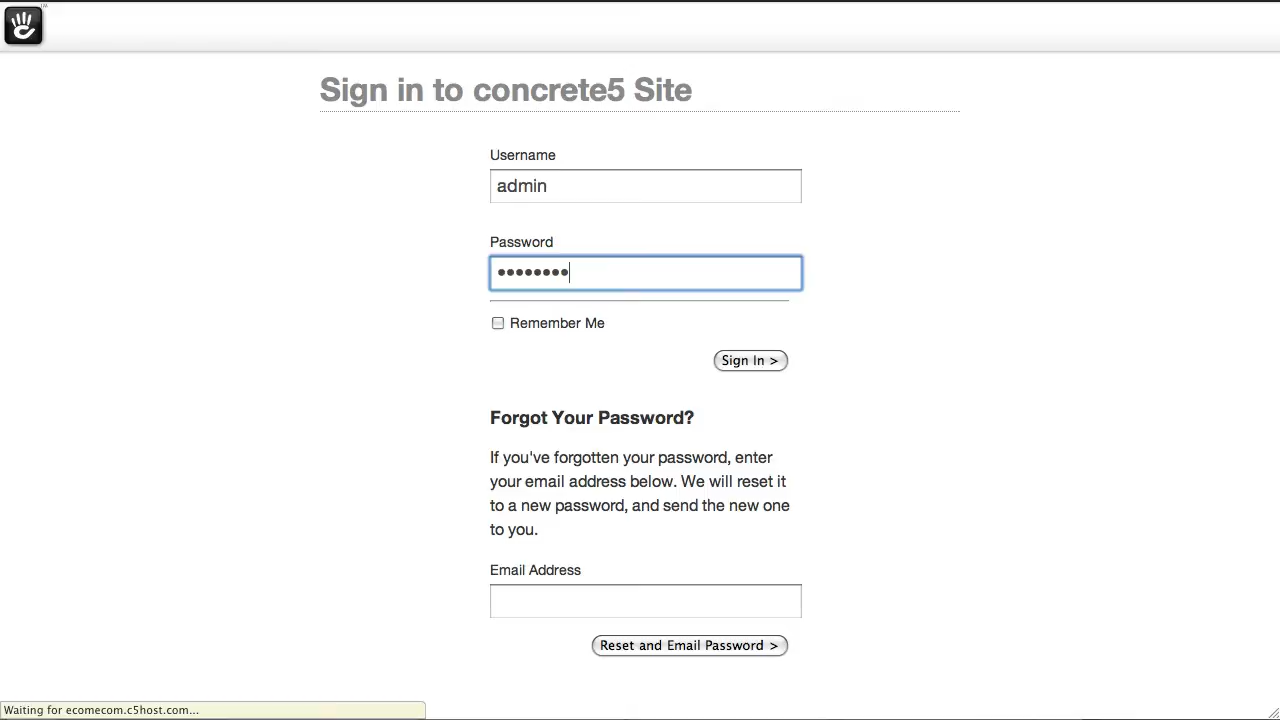 Sign in to concrete5 Site
Username
admin
Password
••••••••
Remember Me
Sign In >
Forgot Your Password?
If you've forgotten your password, enter
your email address below. We will reset it
to a new password, and send the new one
to you.
Email Address
Reset and Email Password >
Waiting for ecomecom.c5host.com...